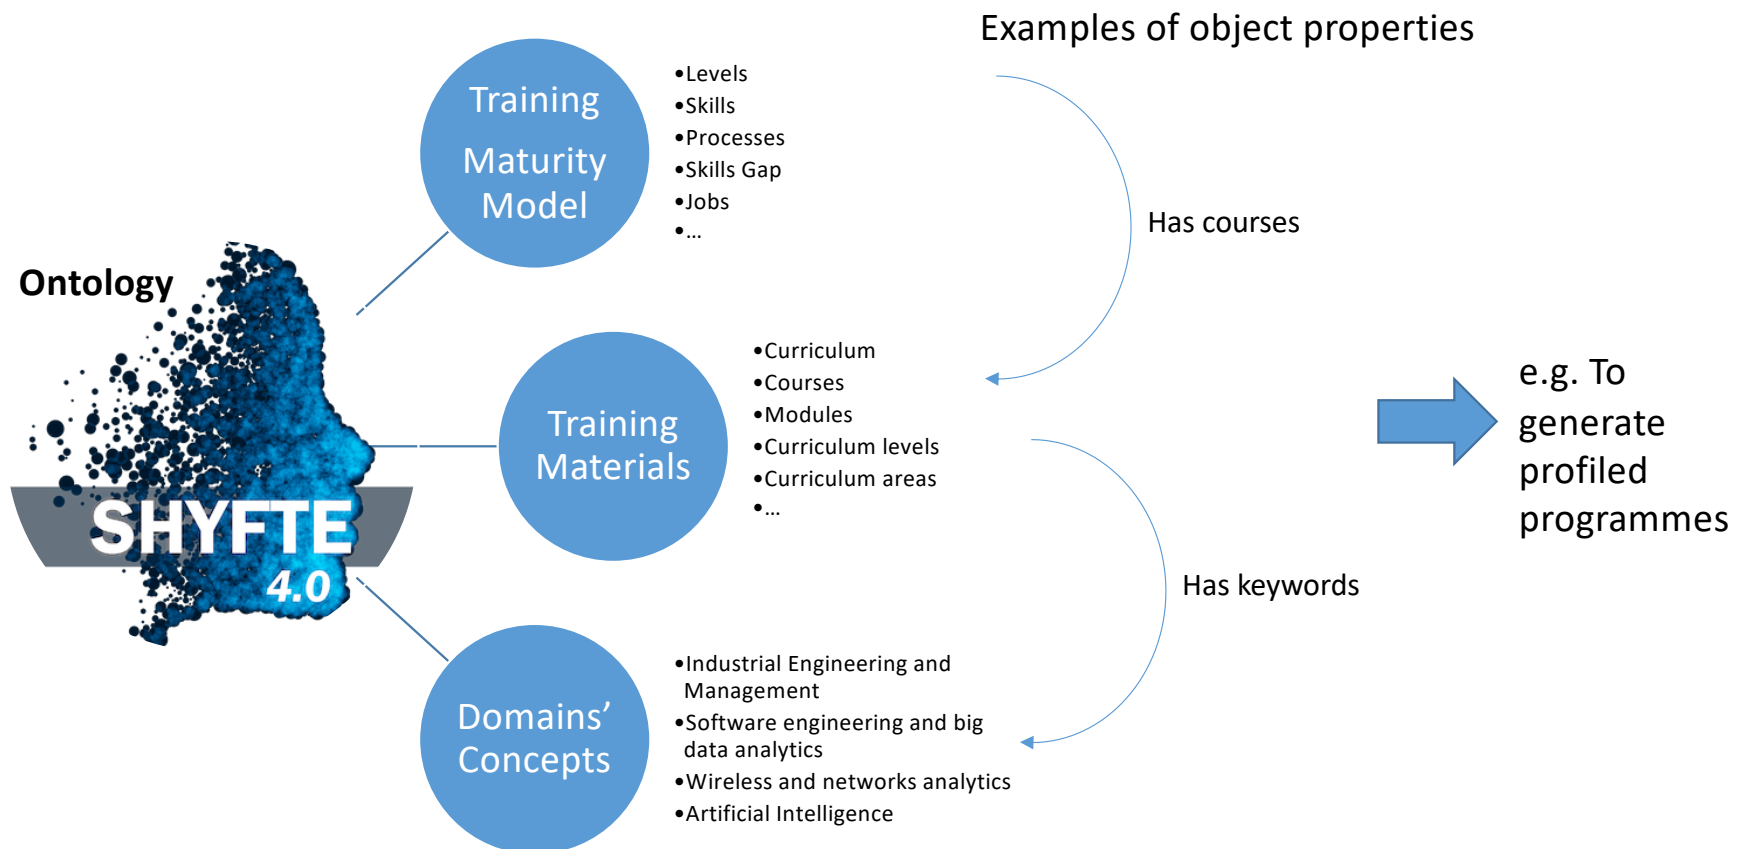 Examples of object properties
Training
Maturity
Model
•Levels
•Skills
•Processes
•Skills Gap
•Jobs
•...
Has courses
Ontology
SHYFTE
4.0
Training
Materials
•Curriculum
•Courses
•Modules
•Curriculum levels
•Curriculum areas
•...
e.g. To
generate
profiled
programmes
Has keywords
Domains’
Concepts
•Industrial Engineering and
Management
•Software engineering and big
data analytics
•Wireless and networks analytics
•Artificial Intelligence